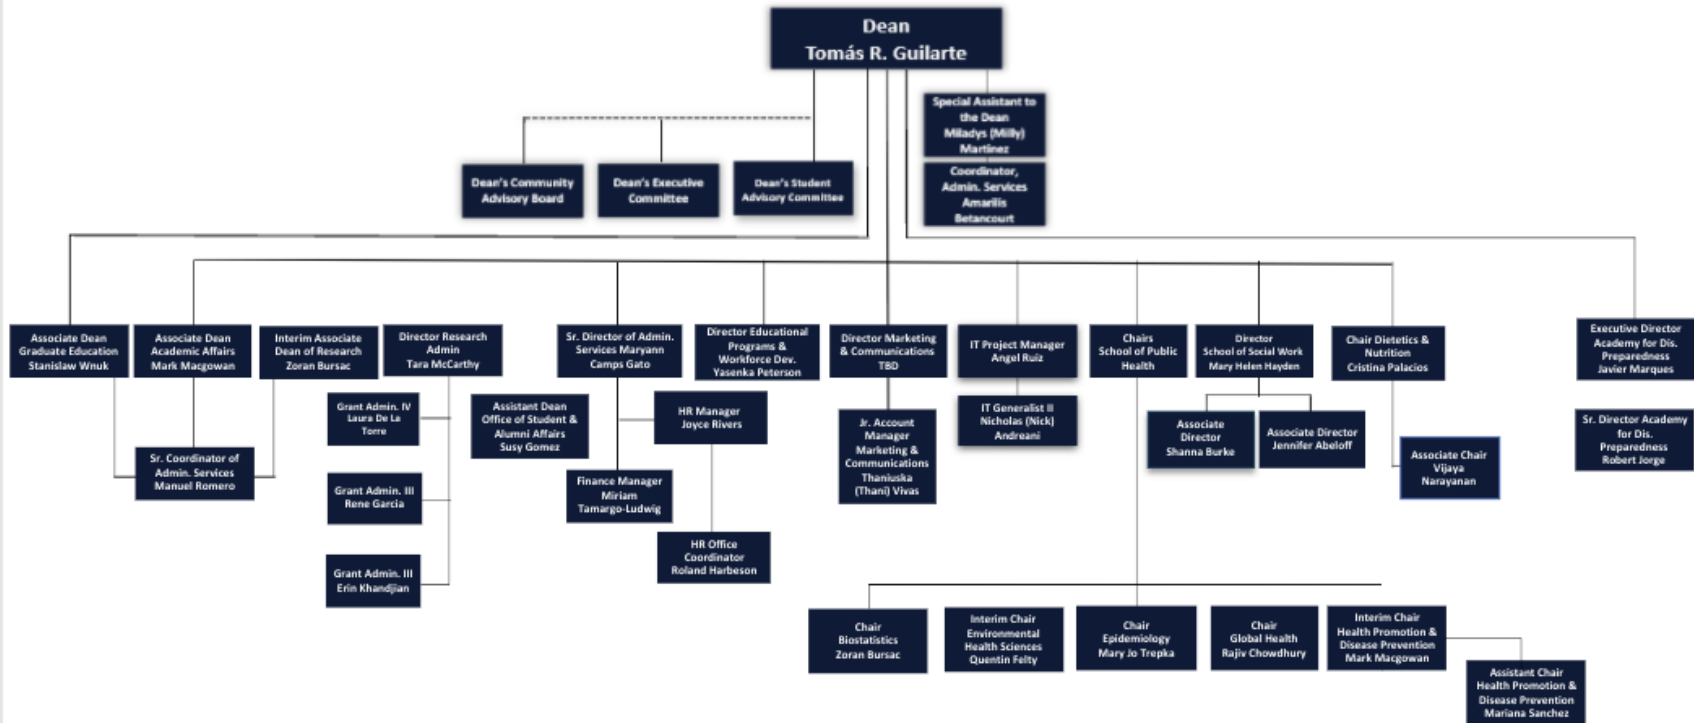 Dean
Tomás R. Guilarte
Special Assistant to
the Dean
Miladys (Milly)
Martinez
Coordinator,
Admin. Services
Amarilis
Betancourt
Dean's Community
Advisory Board
Dean's Executive
Committee
Dean's Student
Advisory Committee
Associate Dean
Graduate Education
Stanislaw Wnuk
Associate Dean
Academic Affairs
Mark Macgowan
Interim Associate
Dean of Research
Zoran Bursac
Director Research
Admin
Tara McCarthy
Sr. Director of Admin.
Services Maryann
Camps Gato
Director Educational
Programs &
Workforce Dev.
Yasenka Peterson
Director Marketing
& Communications
TBD
IT Project Manager
Angel Ruiz
Chairs
School of Public
Health
Director
School of Social Work
Mary Helen Hayden
Chair Dietetics &
Nutrition
Cristina Palacios
Executive Director
Academy for Dis.
Preparedness
Javier Marques
Sr. Coordinator of
Admin. Services
Manuel Romero
Grant Admin. IV
Laura De La
Torre
Grant Admin. III
Rene Garcia
Grant Admin. III
Erin Khandjian
Assistant Dean
Office of Student &
Alumni Affairs
Susy Gomez
HR Manager
Joyce Rivers
Finance Manager
Miriam
Tamargo-Ludwig
HR Office
Coordinator
Roland Harbeson
Jr. Account
Manager
Marketing &
Communications
Thaniuska
(Thani) Vivas
IT Generalist II
Nicholas (Nick)
Andreani
Associate
Director
Shanna Burke
Associate Director
Jennifer Abeloff
Associate Chair
Vijaya
Narayanan
Sr. Director Academy
for Dis.
Preparedness
Robert Jorge
Chair
Biostatistics
Zoran Bursac
Interim Chair
Environmental
Health Sciences
Quentin Felty
Chair
Epidemiology
Mary Jo Trepka
Chair
Global Health
Rajiv Chowdhury
Interim Chair
Health Promotion &
Disease Prevention
Mark Macgowan
Assistant Chair
Health Promotion &
Disease Prevention
Mariana Sanchez